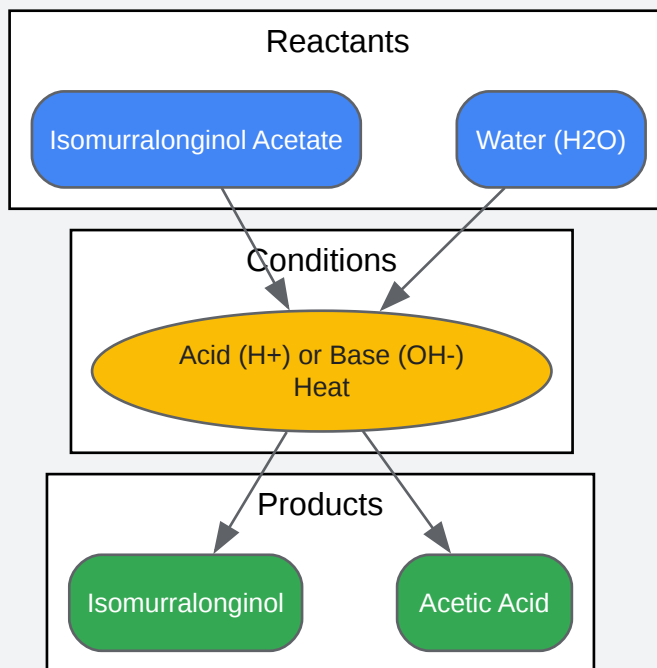 Reactants
Isomurralonginol Acetate
Water (H2O)
Conditions
Acid (H+) or Base (OH-)
Heat
Products
Isomurralonginol
Acetic Acid